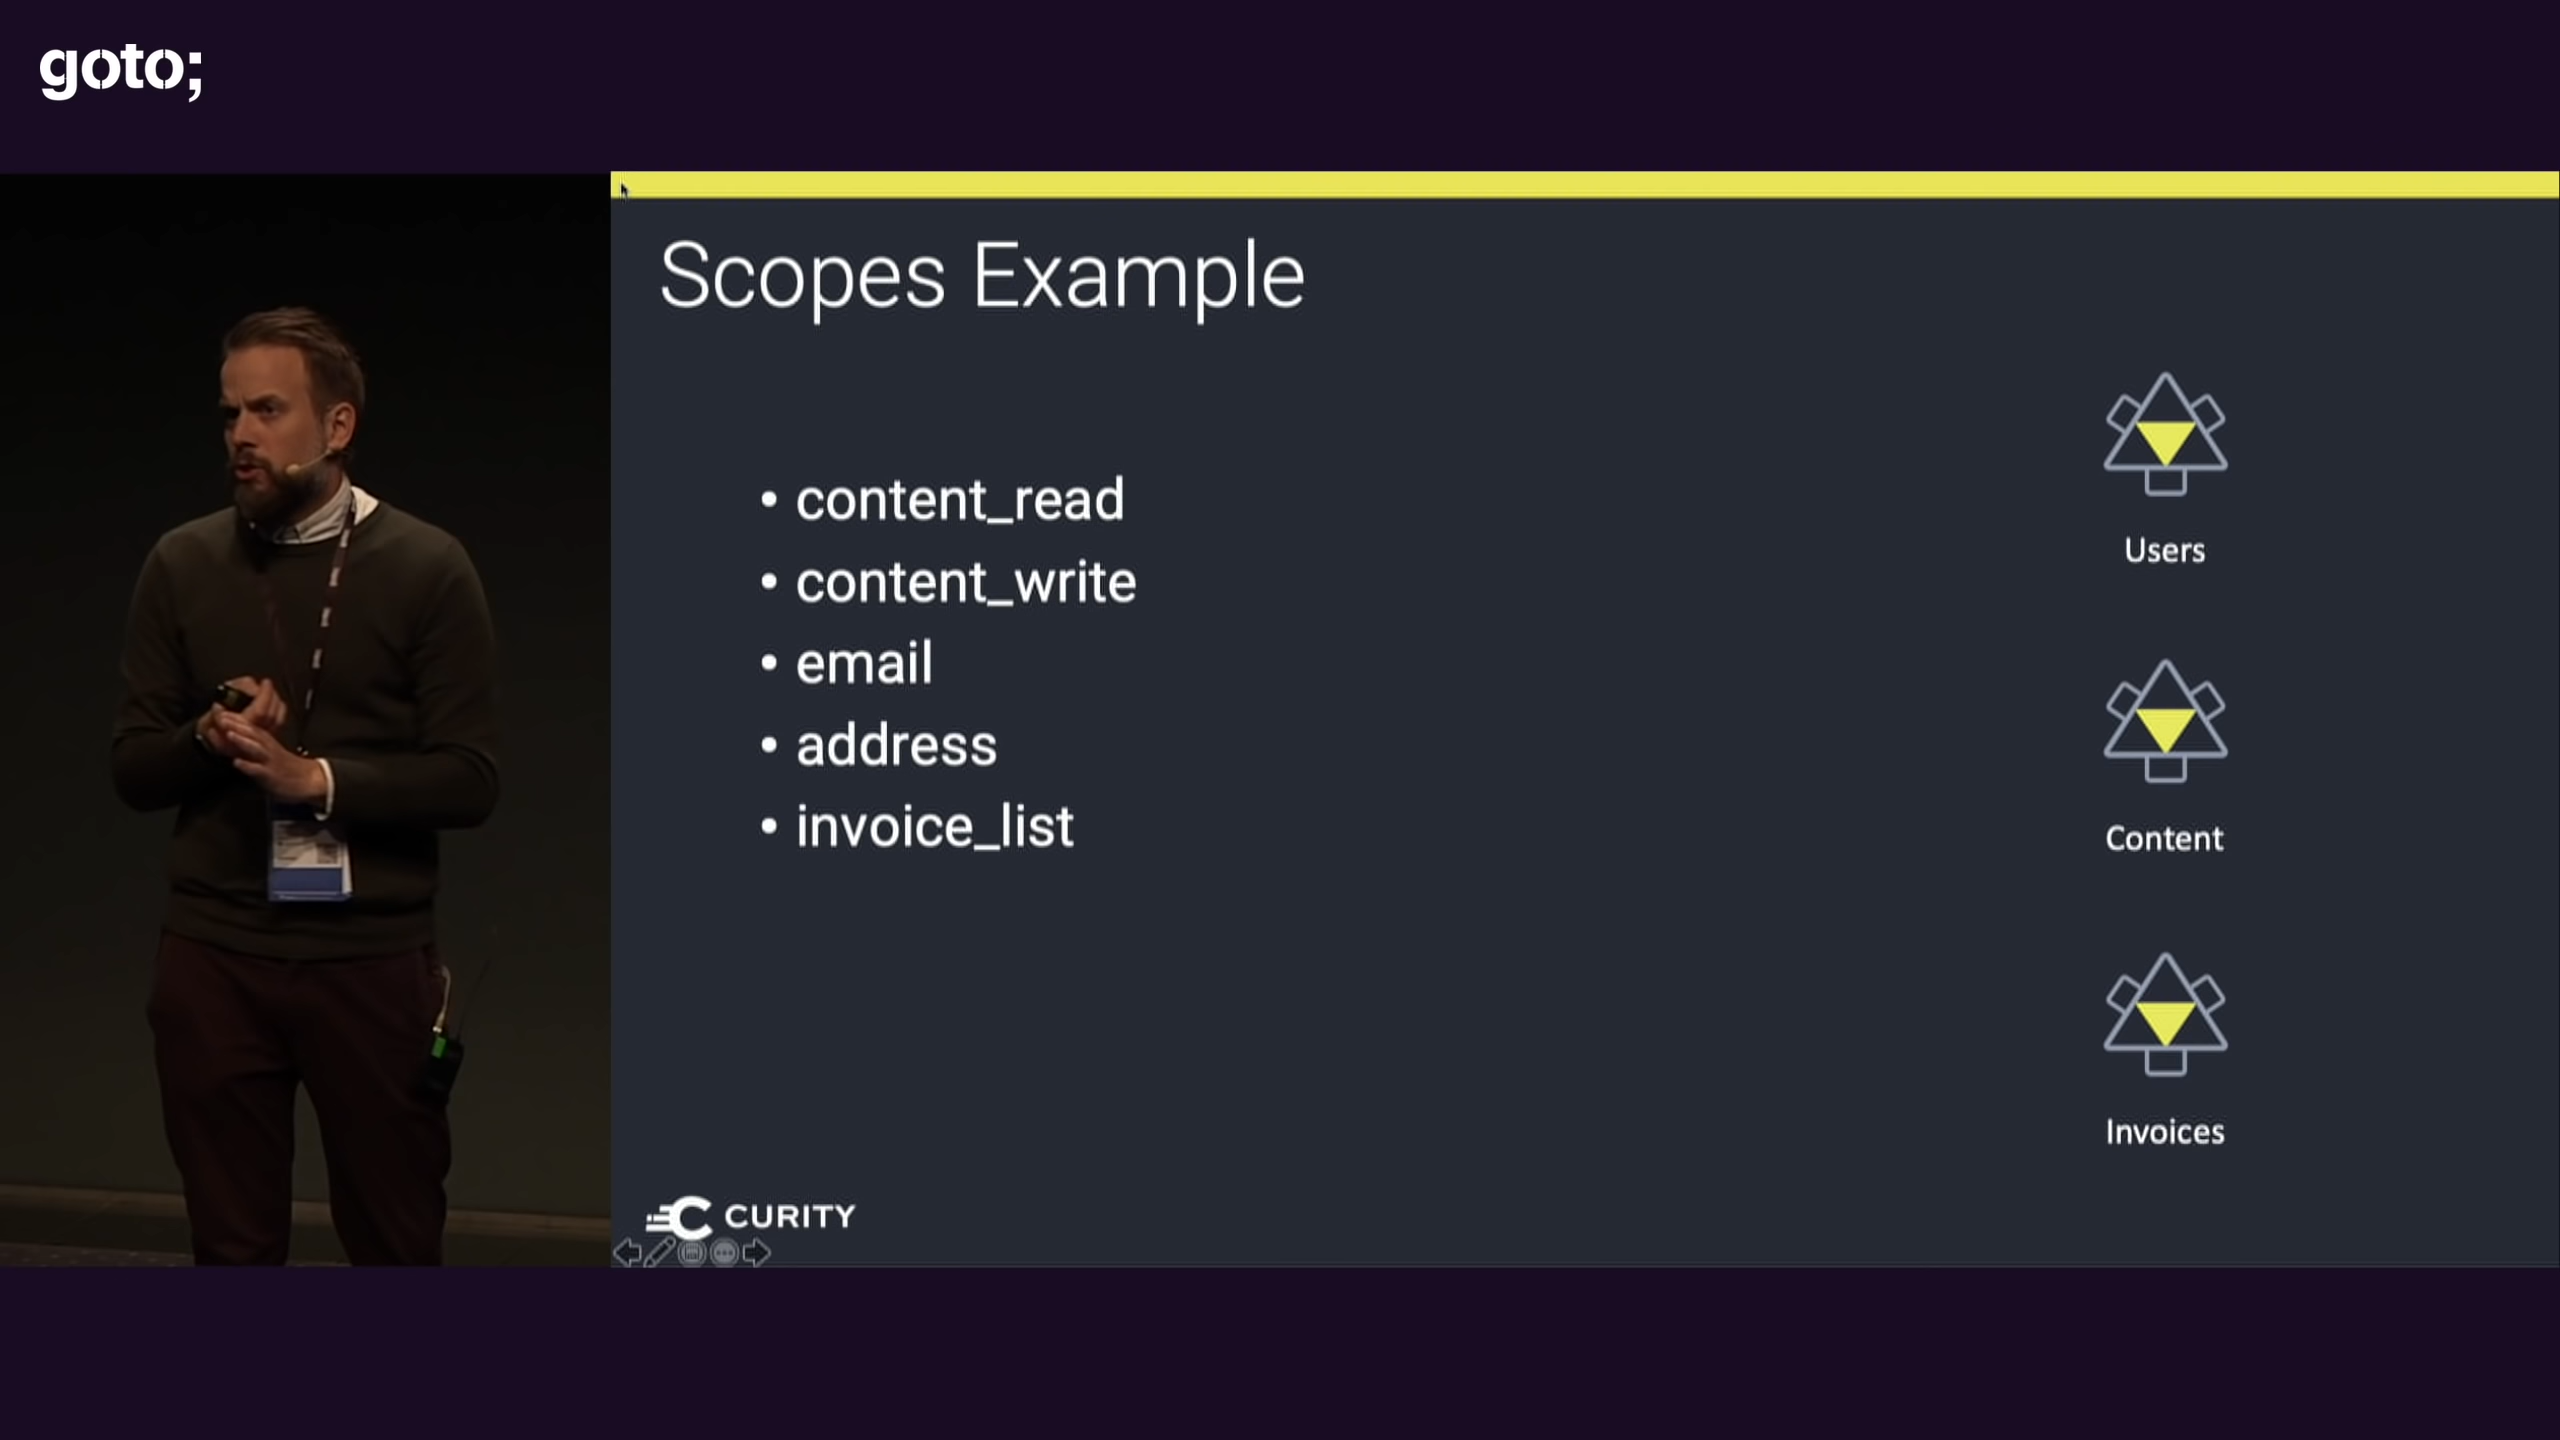 goto;
Scopes Example
• content_read
• content_write
• email
• address
• invoice_list
Users
Content
Invoices
CURITY